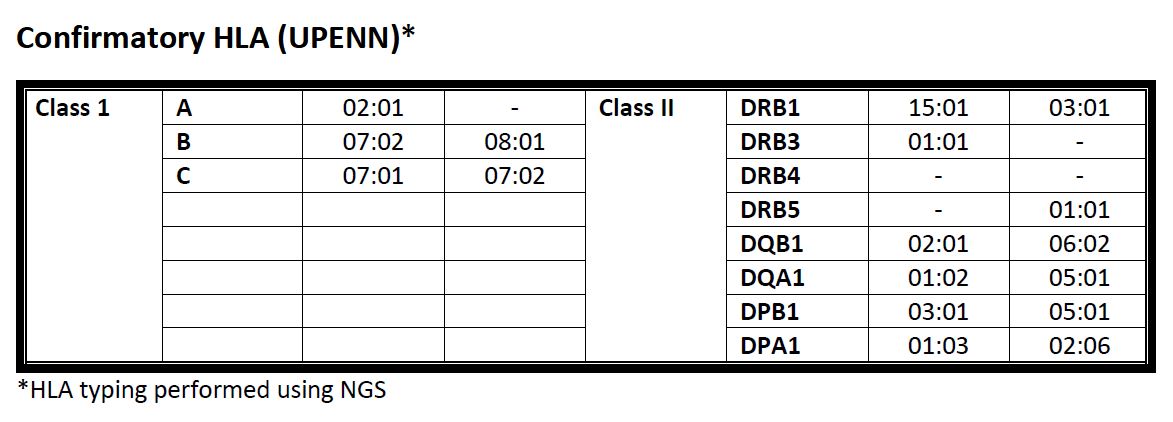 Confirmatory HLA (UPENN)*
Class 1 A 02:01 - Class II DRB1 15:01 03:01
B 07:02 08:01 DRB3 01:01 -
C 07:01 07:02 DRB4 - -
DRB5 - 01:01
DQB1 02:01 06:02
DQA1 01:02 05:01
DPB1 03:01 05:01
DPA1 01:03 02:06
*HLA typing performed using NGS